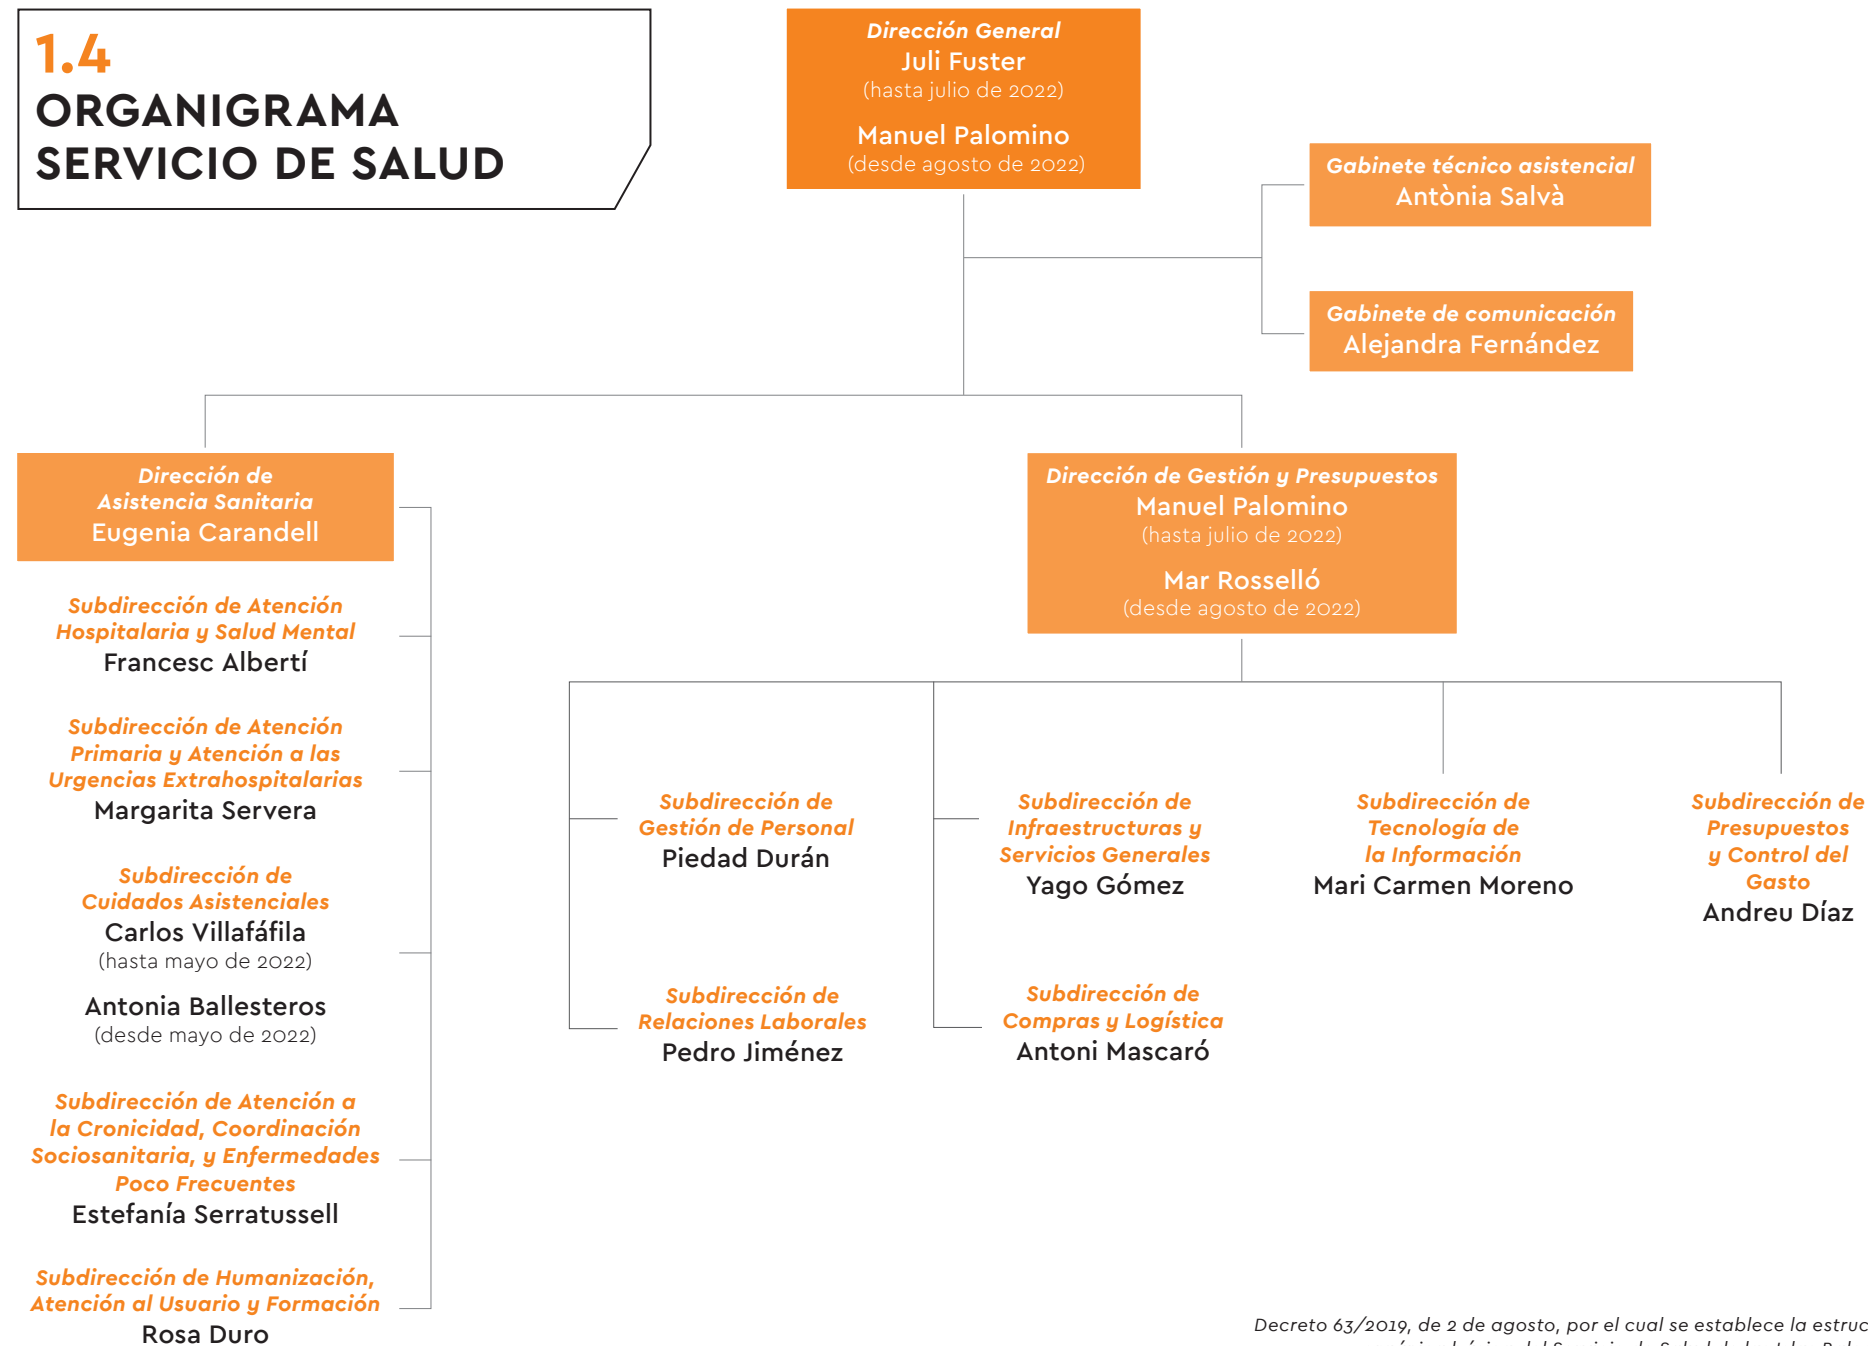 1.4
ORGANIGRAMA
SERVICIO DE SALUD
Dirección General
Juli Fuster
(hasta julio de 2022)
Manuel Palomino
(desde agosto de 2022)
Gabinete técnico asistencial
Antònia Salvà
Gabinete de comunicación
Alejandra Fernández
Dirección de
Asistencia Sanitaria
Eugenia Carandell
Subdirección de Atención
Hospitalaria y Salud Mental
Francesc Albertí
Subdirección de Atención
Primaria y Atención a las
Urgencias Extrahospitalarias
Margarita Servera
Subdirección de
Cuidados Asistenciales
Carlos Villafáfila
(hasta mayo de 2022)
Antonia Ballesteros
(desde mayo de 2022)
Subdirección de Atención a
la Cronicidad, Coordinación
Sociosanitaria, y Enfermedades
Poco Frecuentes
Estefanía Serratussell
Subdirección de Humanización,
Atención al Usuario y Formación
Rosa Duro
Dirección de Gestión y Presupuestos
Manuel Palomino
(hasta julio de 2022)
Mar Rosselló
(desde agosto de 2022)
Subdirección de
Gestión de Personal
Piedad Durán
Subdirección de
Relaciones Laborales
Pedro Jiménez
Subdirección de
Infraestructuras y
Servicios Generales
Yago Gómez
Subdirección de
Compras y Logística
Antoni Mascaró
Subdirección de
Tecnología de
la Información
Mari Carmen Moreno
Subdirección de
Presupuestos
y Control del
Gasto
Andreu Díaz
Decreto 63/2019, de 2 de agosto, por el cual se establece la estruc